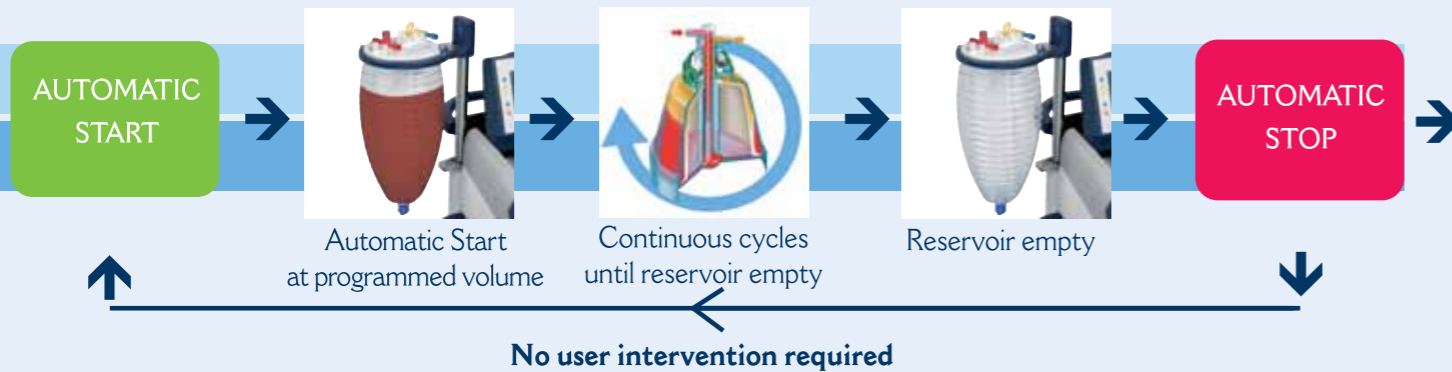 AUTOMATIC
START
AUTOMATIC
STOP
Automatic Start
at programmed volume
Continuous cycles
until reservoir empty
Reservoir empty
No user intervention required